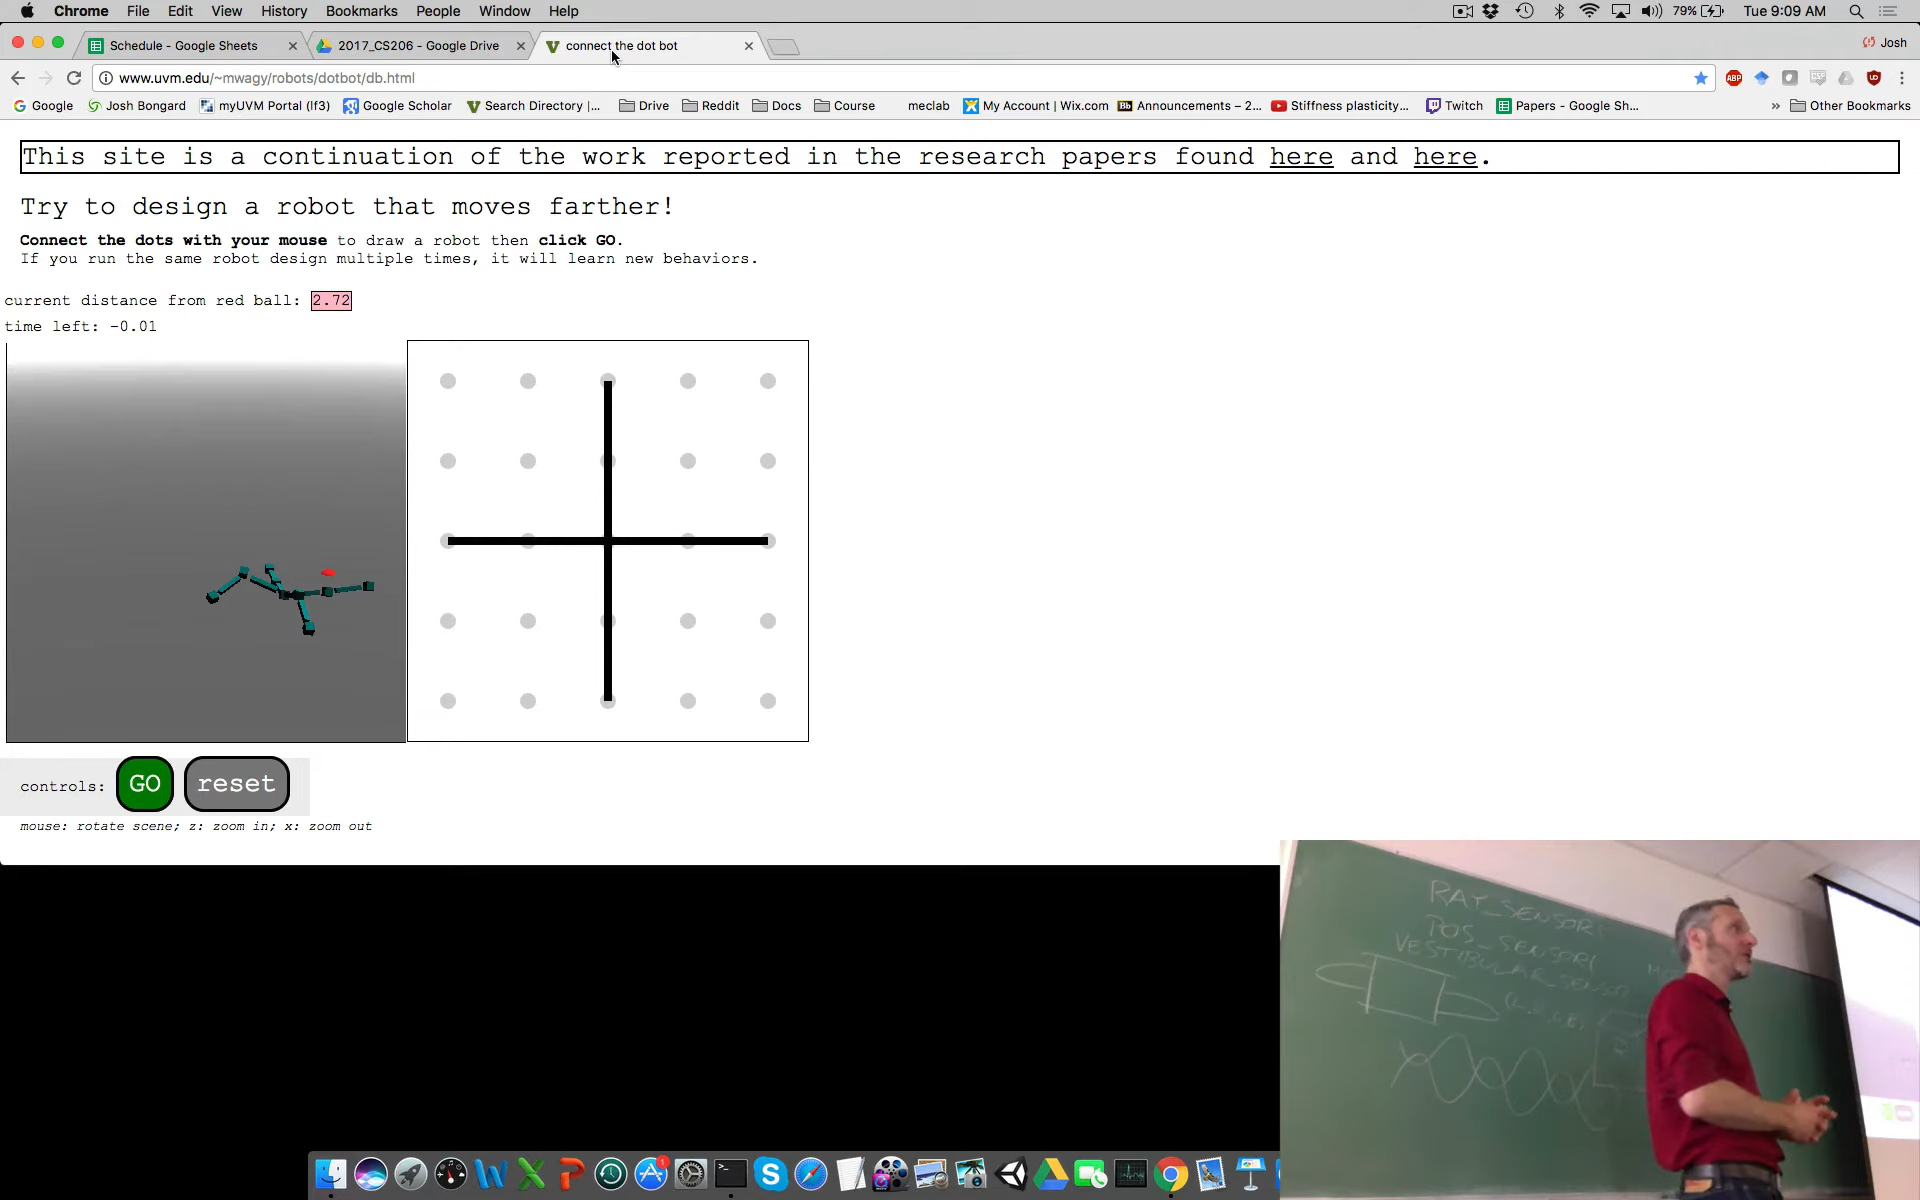 Chrome File Edit View History Bookmarks People Window Help 79% Tue 9:09 AM
Schedule - Google Sheets 2017_CS206 - Google Drive connect the dot bot Josh
www.uvm.edu/~mwagy/robots/dotbot/db.html
Google Josh Bongard myUVM Portal (lf3) Google Scholar Search Directory |... Drive Reddit Docs Course meclab My Account | Wix.com Announcements – 2... Stiffness plasticity... Twitch Papers - Google Sh... » Other Bookmarks
This site is a continuation of the work reported in the research papers found here and here.
Try to design a robot that moves farther!
Connect the dots with your mouse to draw a robot then click GO.
If you run the same robot design multiple times, it will learn new behaviors.
current distance from red ball: 2.72
time left: -0.01
controls: GO reset
mouse: rotate scene; z: zoom in; x: zoom out
RAY_SENSOR(
POS_SENSOR(
VESTIBULAR_SENSOR